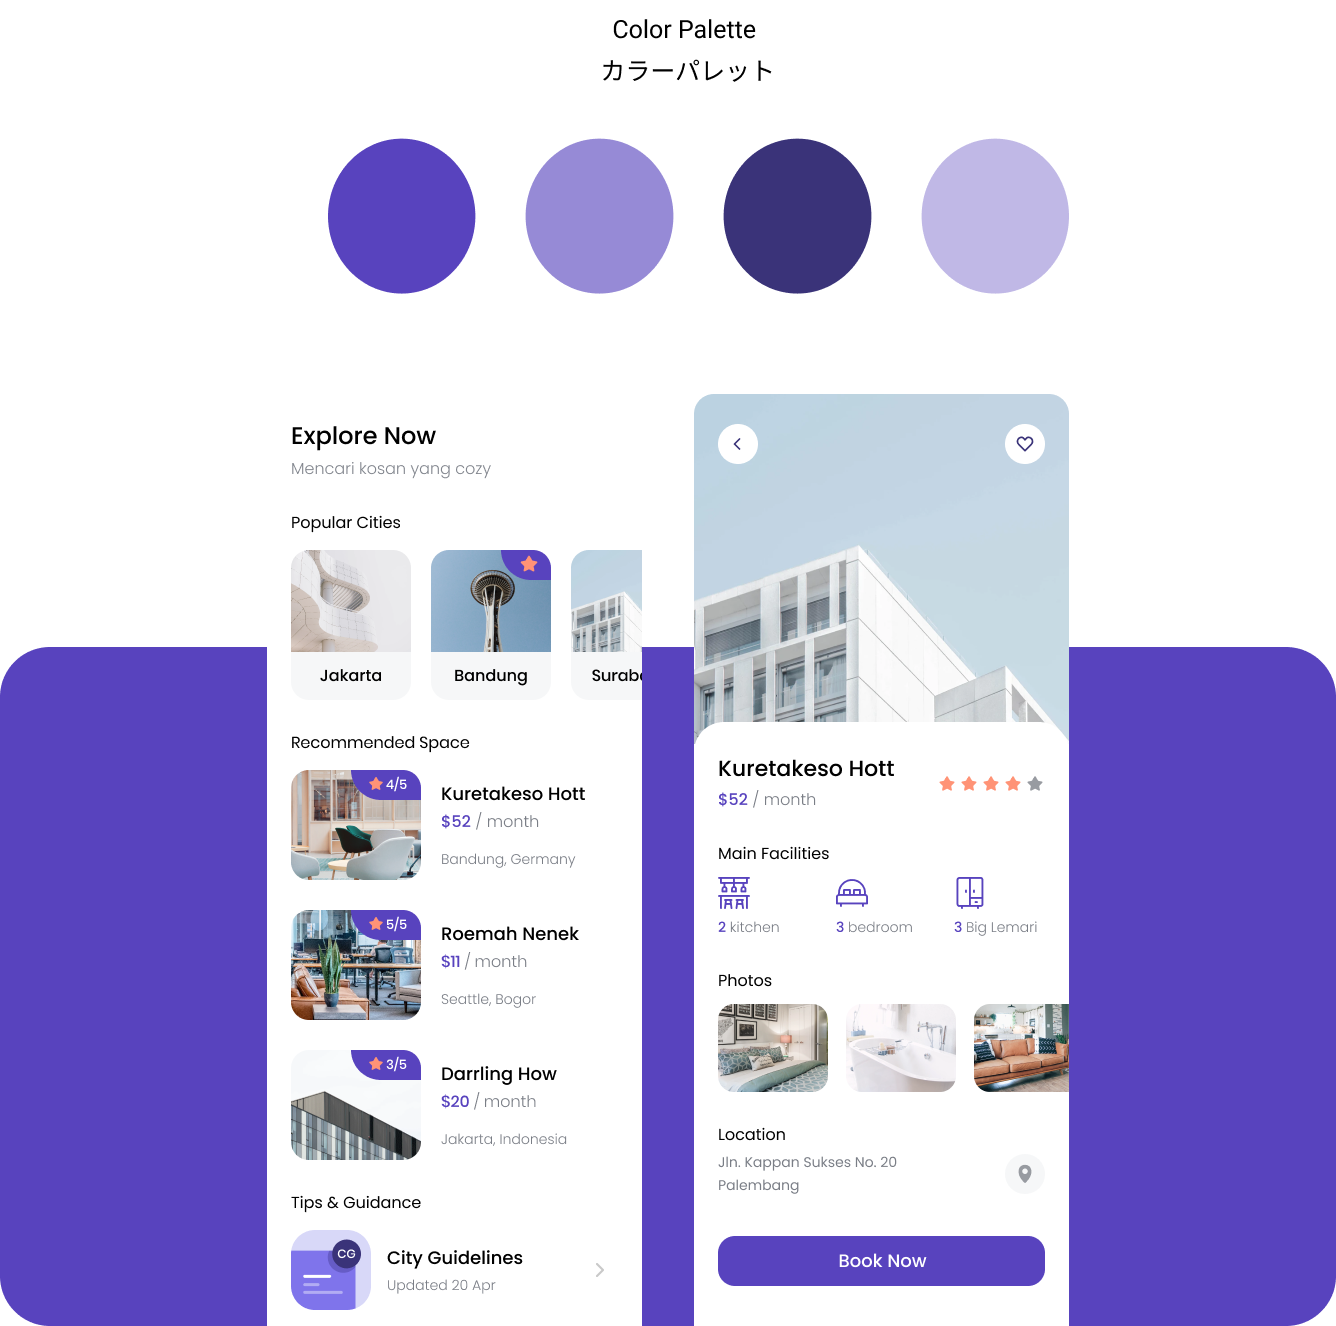 Color Palette
カラーパレット
Explore Now
Mencari kosan yang cozy
Popular Cities
Jakarta
Bandung
Surab
Recommended Space
4/5
Kuretakeso Hott
$52 / month
Bandung, Germany
5/5
Roemah Nenek
$11 / month
Seattle, Bogor
3/5
Darrling How
$20 / month
Jakarta, Indonesia
Tips & Guidance
CG
City Guidelines
Updated 20 Apr
Kuretakeso Hott
$52 / month
Main Facilities
2 kitchen
3 bedroom
3 Big Lemari
Photos
Location
Jln. Kappan Sukses No. 20
Palembang
Book Now